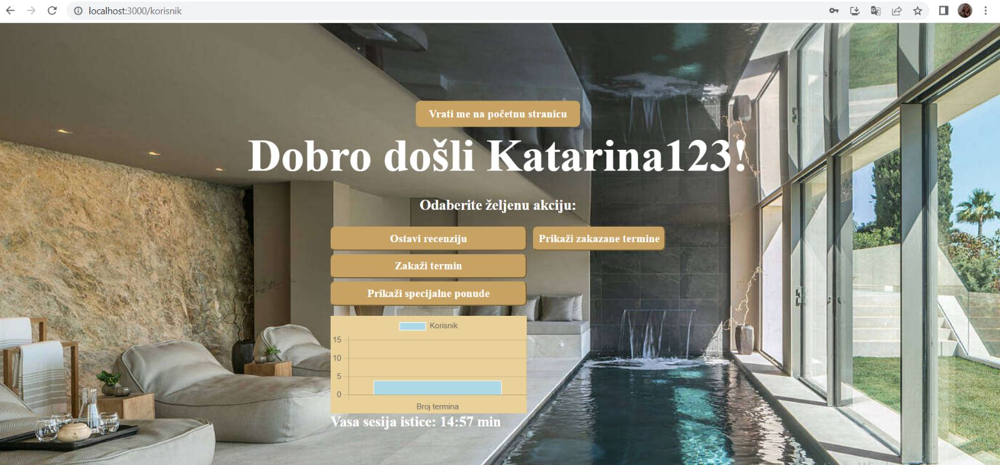 localhost:3000/korisnik
Vrati me na početnu stranicu
Dobro došli Katarina123!
Odaberite željenu akciju:
Ostavi recenziju
Prikaži zakazane termine
Zakaži termin
Prikaži specijalne ponude
Korisnik
15
10
5
0
Broj termina
Vasa sesija istice: 14:57 min